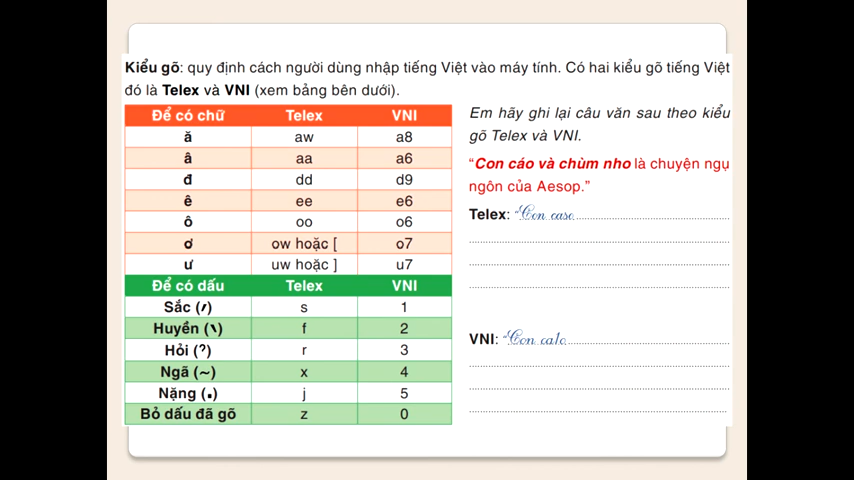 Kiểu gõ: quy định cách người dùng nhập tiếng Việt vào máy tính. Có hai kiểu gõ tiếng Việt
đó là Telex và VNI (xem bảng bên dưới).
Để có chữ Telex VNI
ă aw a8
â aa a6
đ dd d9
ê ee e6
ô oo o6
ơ ow hoặc [ o7
ư uw hoặc ] u7
Để có dấu Telex VNI
Sắc (ˊ) s 1
Huyền (ˋ) f 2
Hỏi (?) r 3
Ngã (~) x 4
Nặng (.) j 5
Bỏ dấu đã gõ z 0
Em hãy ghi lại câu văn sau theo kiểu
gõ Telex và VNI.
“Con cáo và chùm nho là chuyện ngụ
ngôn của Aesop.”
Telex: “Con caso
VNI: “Con ca1o